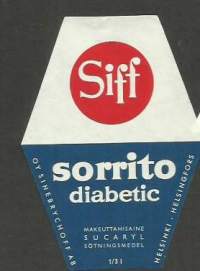 Siff
sorrito
diabetic
MAKEUTTAMISAINE
SUCARYL
SÖTNINGSMEDEL
1/3 l
OY SINEBRYCHOFF AB
HELSINKI - HELSINGFORS